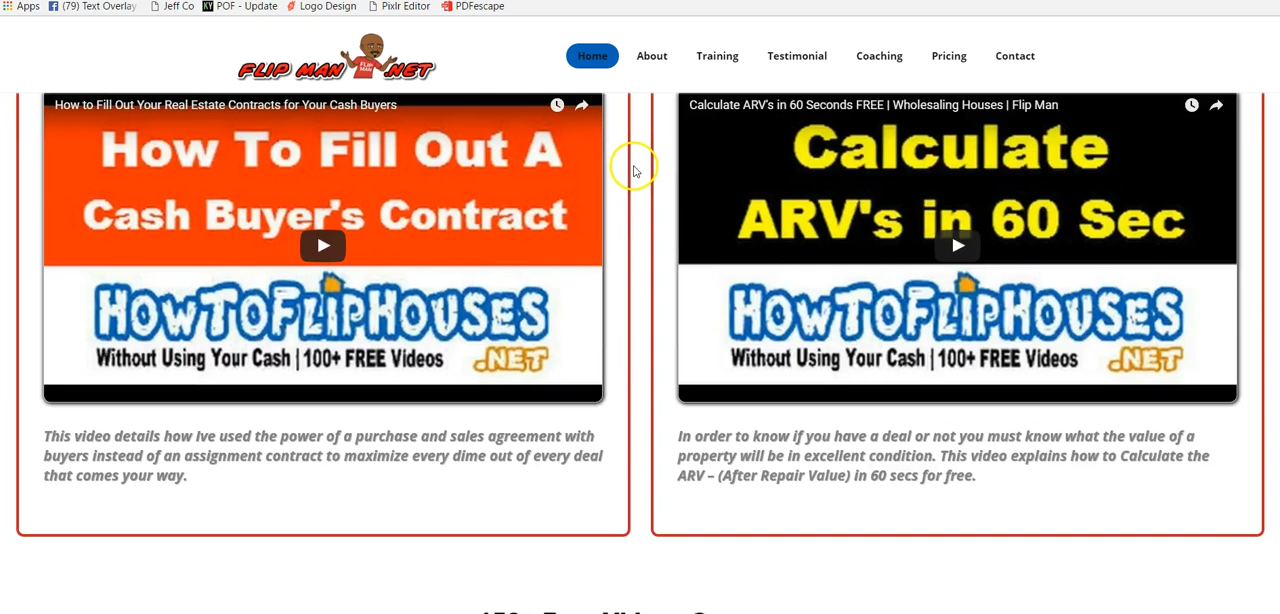 Apps (79) Text Overlay Jeff Co KY POF - Update Logo Design Pixlr Editor PDFescape
FLIP MAN FLIP MAN .NET
Home About Training Testimonial Coaching Pricing Contact
How to Fill Out Your Real Estate Contracts for Your Cash Buyers
How To Fill Out A
Cash Buyer's Contract
HowToFlipHouses
Without Using Your Cash | 100+ FREE Videos .NET
This video details how Ive used the power of a purchase and sales agreement with
buyers instead of an assignment contract to maximize every dime out of every deal
that comes your way.
Calculate ARV's in 60 Seconds FREE | Wholesaling Houses | Flip Man
Calculate
ARV's in 60 Sec
HowToFlipHouses
Without Using Your Cash | 100+ FREE Videos .NET
In order to know if you have a deal or not you must know what the value of a
property will be in excellent condition. This video explains how to Calculate the
ARV – (After Repair Value) in 60 secs for free.